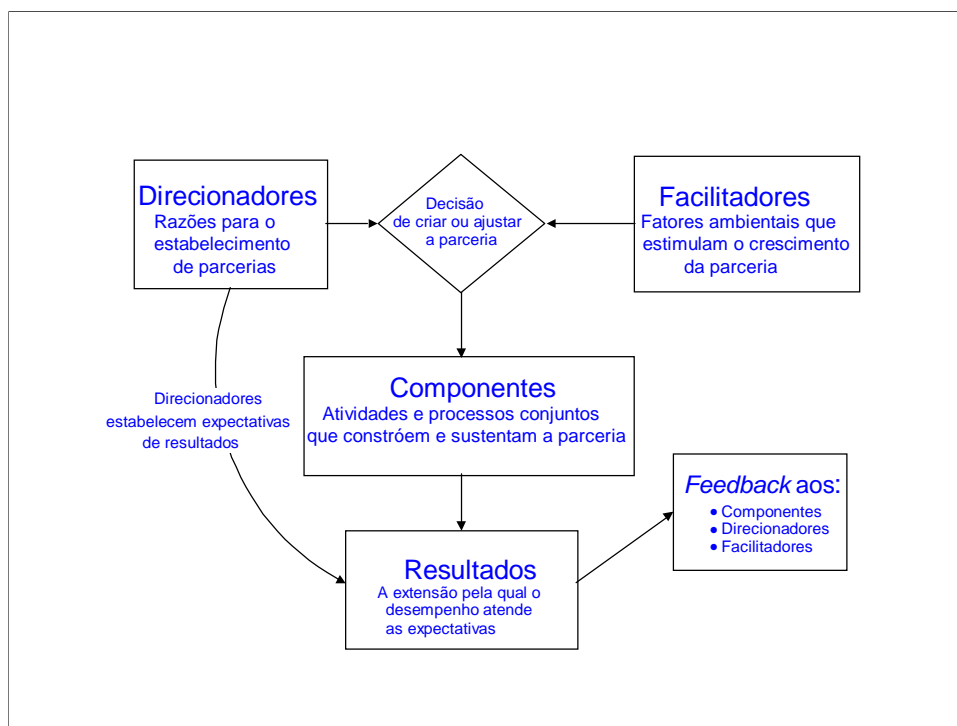 Direcionadores
Razões para o
estabelecimento
de parcerias
Decisão
de criar ou ajustar
a parceria
Facilitadores
Fatores ambientais que
estimulam o crescimento
da parceria
Componentes
Atividades e processos conjuntos
que constróem e sustentam a parceria
Direcionadores
estabelecem expectativas
de resultados
Feedback aos:
• Componentes
• Direcionadores
• Facilitadores
Resultados
A extensão pela qual o
desempenho atende
as expectativas